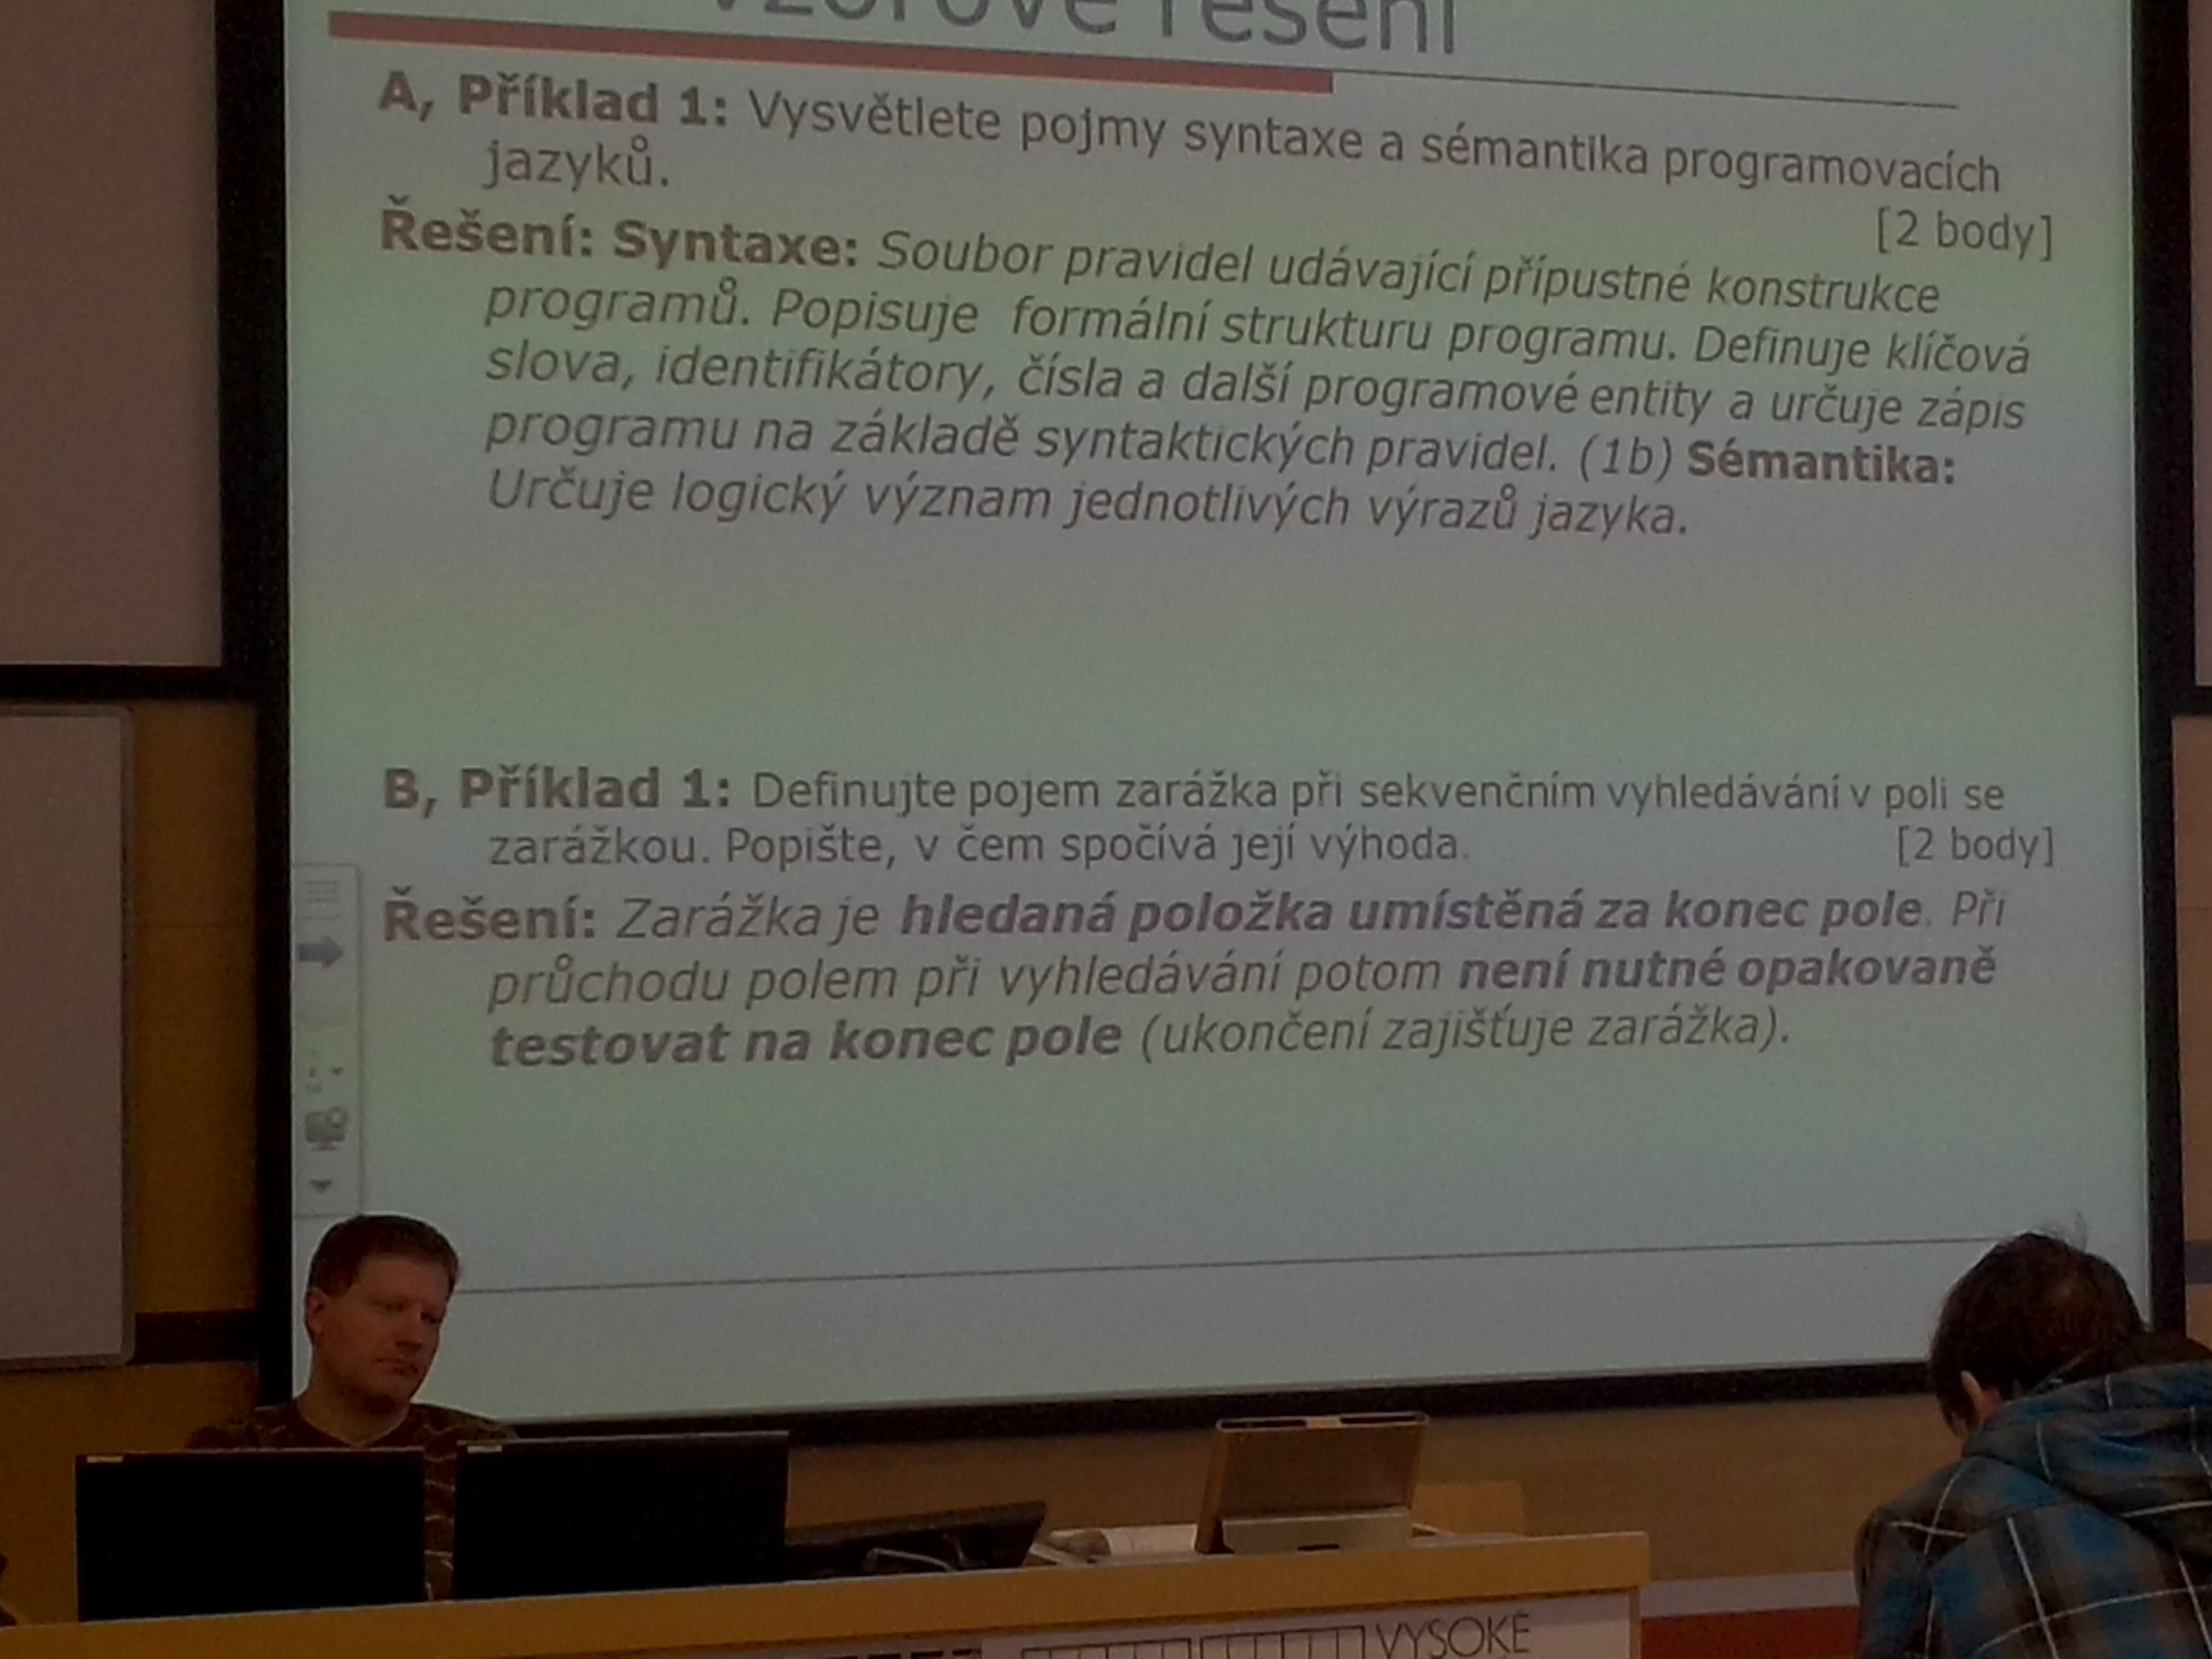 Vzorové řešení
A, Příklad 1: Vysvětlete pojmy syntaxe a sémantika programovacích
jazyků.
[2 body]
Řešení: Syntaxe: Soubor pravidel udávající přípustné konstrukce
programů. Popisuje formální strukturu programu. Definuje klíčová
slova, identifikátory, čísla a další programové entity a určuje zápis
programu na základě syntaktických pravidel. (1b) Sémantika:
Určuje logický význam jednotlivých výrazů jazyka.
B, Příklad 1: Definujte pojem zarážka při sekvenčním vyhledávání v poli se
zarážkou. Popište, v čem spočívá její výhoda. [2 body]
Řešení: Zarážka je hledaná položka umístěná za konec pole. Při
průchodu polem při vyhledávání potom není nutné opakovaně
testovat na konec pole (ukončení zajišťuje zarážka).
VYSOKÉ